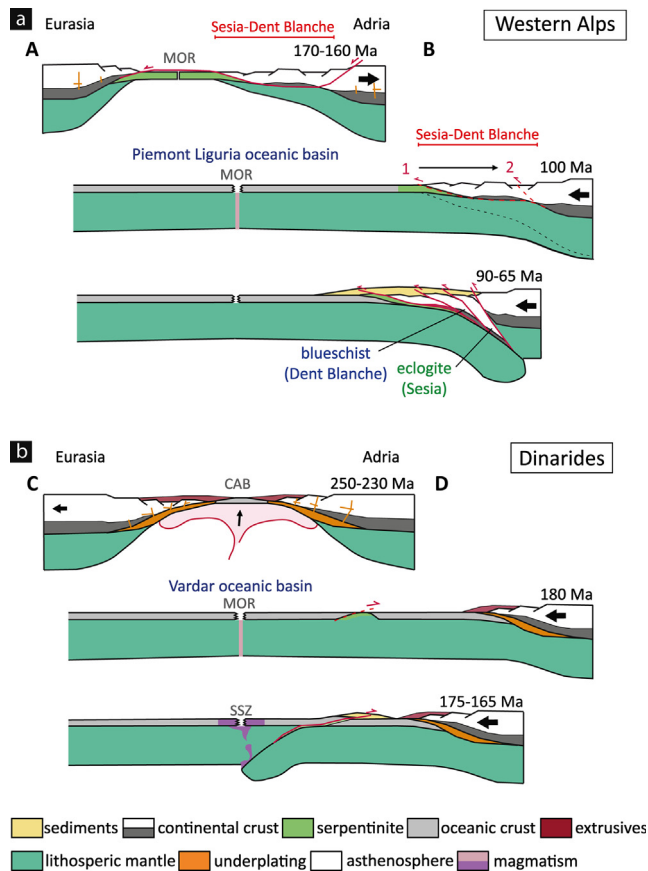 a
Western Alps
Eurasia
Sesia-Dent Blanche
Adria
A
MOR
170-160 Ma
B
Sesia-Dent Blanche
Piemont Liguria oceanic basin
MOR
1
2
100 Ma
90-65 Ma
blueschist
(Dent Blanche)
eclogite
(Sesia)
b
Dinarides
Eurasia
Adria
C
CAB
250-230 Ma
D
Vardar oceanic basin
MOR
180 Ma
SSZ
175-165 Ma
sediments
continental crust
serpentinite
oceanic crust
extrusives
lithosperic mantle
underplating
asthenosphere
magmatism